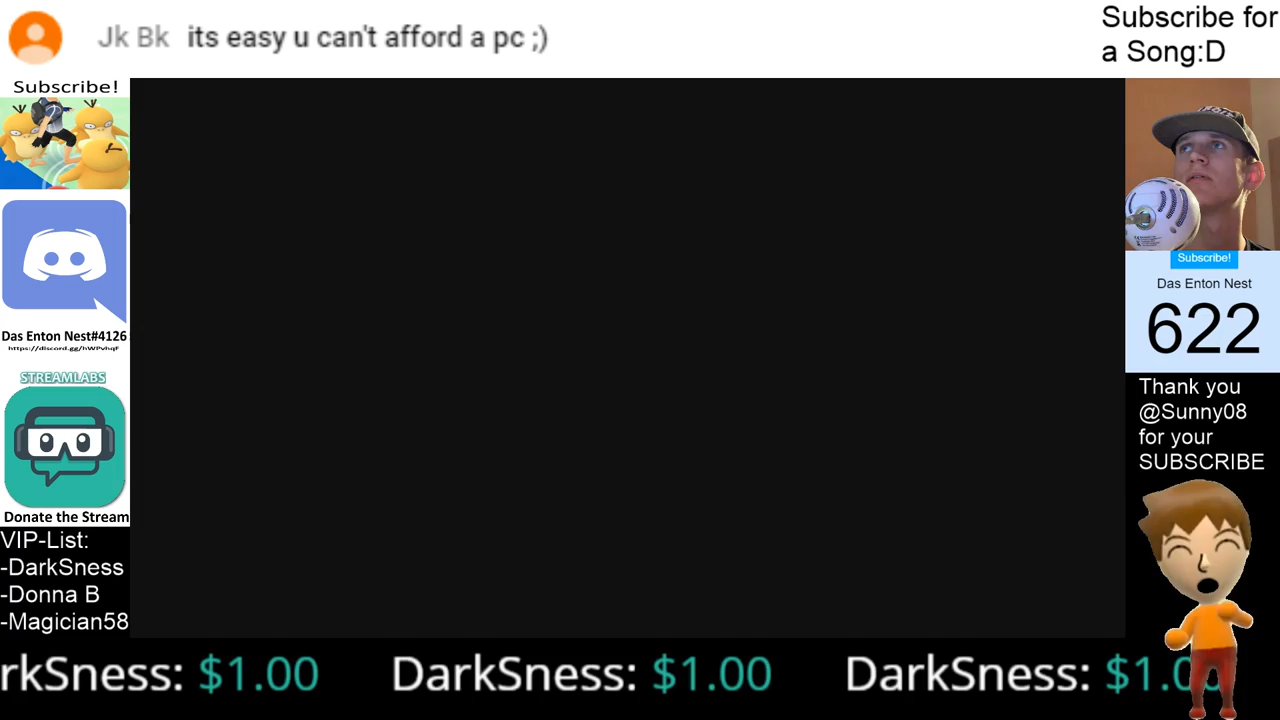 Jk Bk its easy u can't afford a pc ;)
Subscribe for
a Song:D
Subscribe!
Das Enton Nest#4126
STREAMLABS
Donate the Stream
VIP-List:
-DarkSness
-Donna B
-Magician58
Subscribe!
Das Enton Nest
622
Thank you
@Sunny08
for your
SUBSCRIBE
rkSness: $1.00 DarkSness: $1.00 DarkSness: